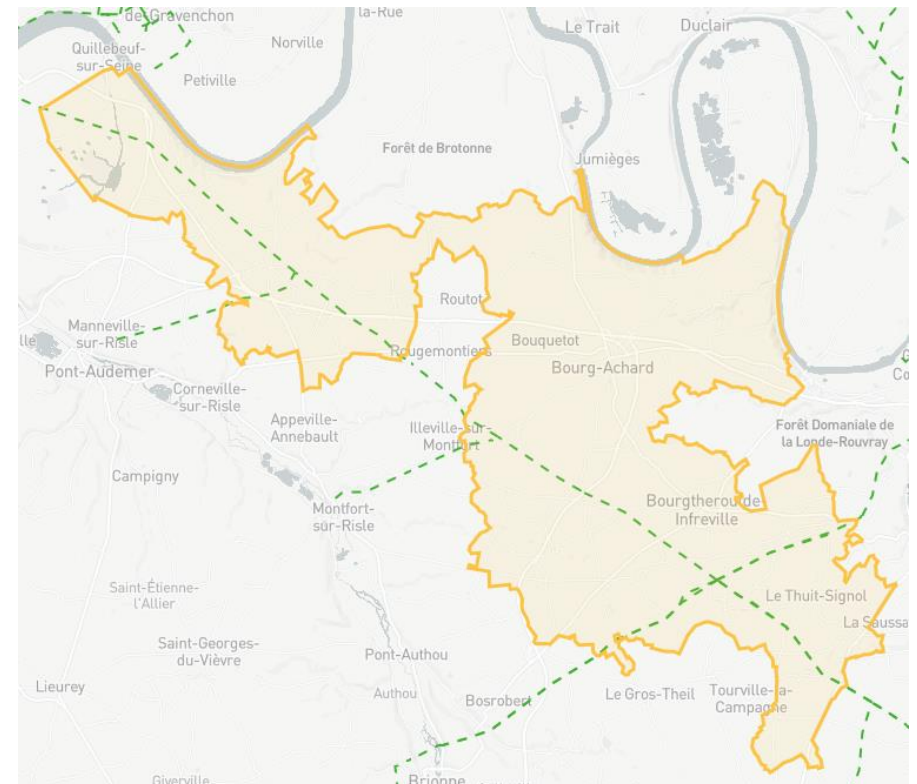 de-Gravenchon
la-Rue
Le Trait
Duclair
Quillebeuf-
sur-Seine
Norville
Petiville
Forêt de Brotonne
Jumièges
Routot
Manneville-
sur-Risle
Rougemontiers
Bouquetot
Pont-Audemer
Bourg-Achard
Corneville-
sur-Risle
Appeville-
Annebault
Illeville-sur-
Montfort
Forêt Domaniale de
la Londe-Rouvray
Campigny
Montfort-
sur-Risle
Bourgtheroulde-
Infreville
Saint-Étienne-
l'Allier
Le Thuit-Signol
La Saussa
Saint-Georges-
du-Vièvre
Pont-Authou
Lieurey
Authou
Bosrobert
Le Gros-Theil
Tourville-la-
Campagne
Giverville
Brionne